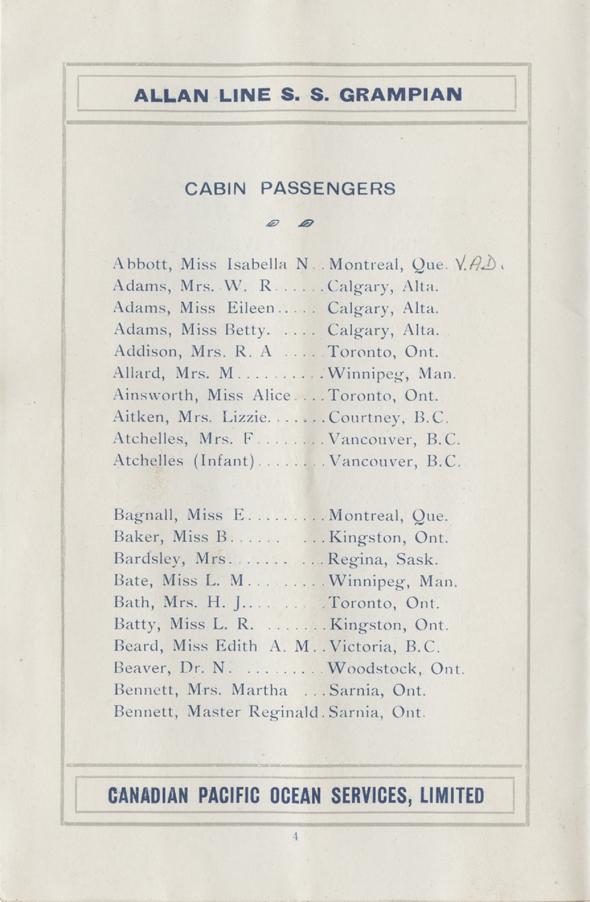 ALLAN LINE S. S. GRAMPIAN
CABIN PASSENGERS
Abbott, Miss Isabella N . . Montreal, Que. V.A.D.
Adams, Mrs. W. R . . . . . . Calgary, Alta.
Adams, Miss Eileen . . . . . Calgary, Alta.
Adams, Miss Betty. . . . . Calgary, Alta.
Addison, Mrs. R. A . . . . . Toronto, Ont.
Allard, Mrs. M . . . . . . . . . Winnipeg, Man.
Ainsworth, Miss Alice . . . Toronto, Ont.
Aitken, Mrs. Lizzie. . . . . . Courtney, B.C.
Atchelles, Mrs. F . . . . . . . . Vancouver, B.C.
Atchelles (Infant) . . . . . . . . Vancouver, B.C.
Bagnall, Miss E . . . . . . . . . Montreal, Que.
Baker, Miss B . . . . . . . . . Kingston, Ont.
Bardsley, Mrs . . . . . . . . . . Regina, Sask.
Bate, Miss L. M . . . . . . . . . Winnipeg, Man.
Bath, Mrs. H. J. . . . . . . . Toronto, Ont.
Batty, Miss L. R. . . . . . . . Kingston, Ont.
Beard, Miss Edith A. M . . Victoria, B.C.
Beaver, Dr. N. . . . . . . . . . Woodstock, Ont.
Bennett, Mrs. Martha . . . Sarnia, Ont.
Bennett, Master Reginald . Sarnia, Ont.
CANADIAN PACIFIC OCEAN SERVICES, LIMITED
4